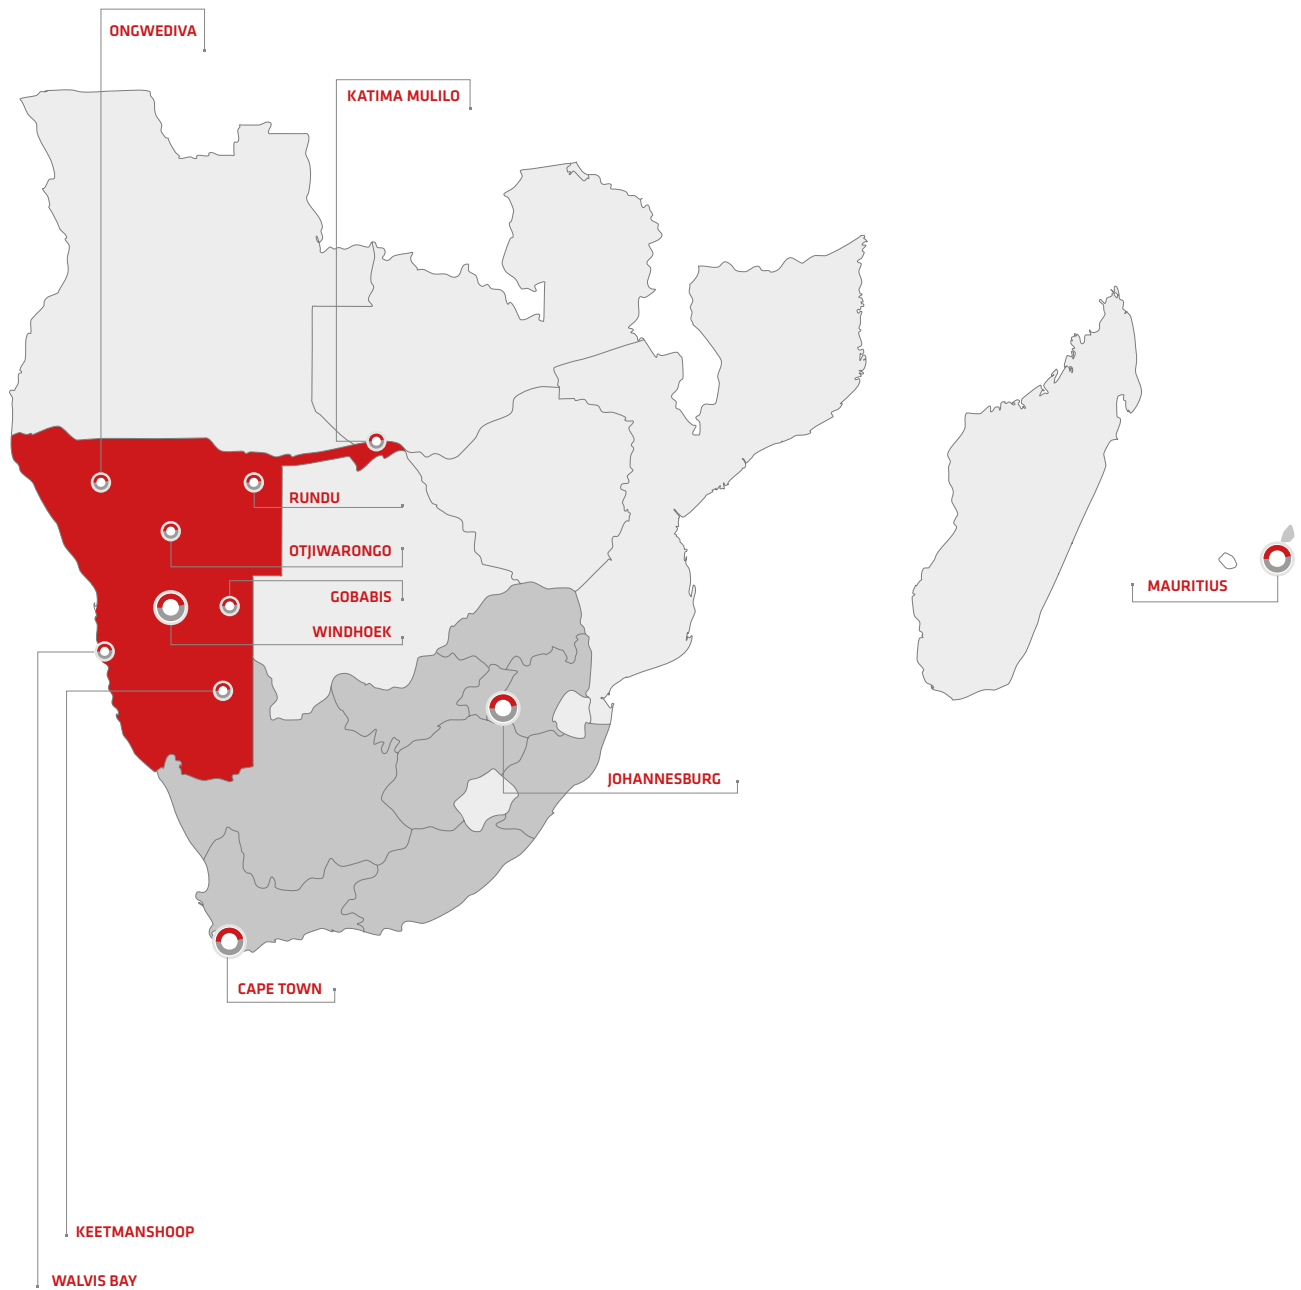 ONGWEDIVA
KATIMA MULILO
RUNDU
OTJIWARONGO
GOBABIS
WINDHOEK
MAURITIUS
JOHANNESBURG
CAPE TOWN
KEETMANSHOOP
WALVIS BAY